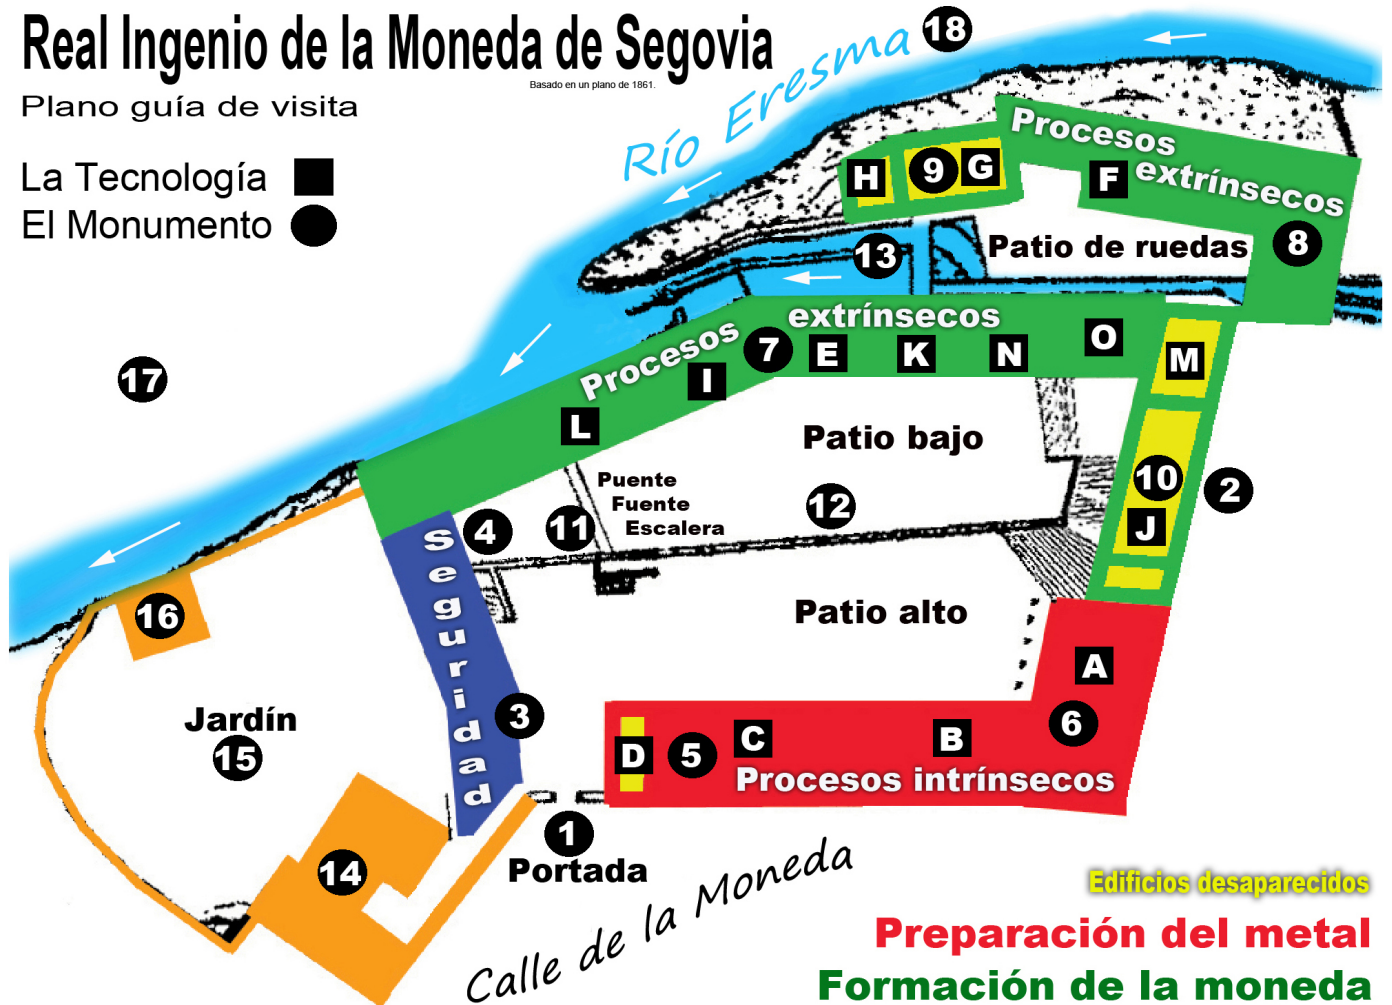 Real Ingenio de la Moneda de Segovia
Basado en un plano de 1861.
Plano guía de visita
La Tecnología
El Monumento
Río Eresma
18
Procesos
extrínsecos
H
9
G
F
8
Patio de ruedas
13
17
Procesos
extrínsecos
7
I
L
E
K
N
O
M
Patio bajo
10
2
J
Puente
Fuente
Escalera
4
11
12
Seguridad
3
Patio alto
A
6
16
Jardín
15
D
5
C
B
Procesos intrínsecos
1
Portada
14
Calle de la Moneda
Edificios desaparecidos
Preparación del metal
Formación de la moneda